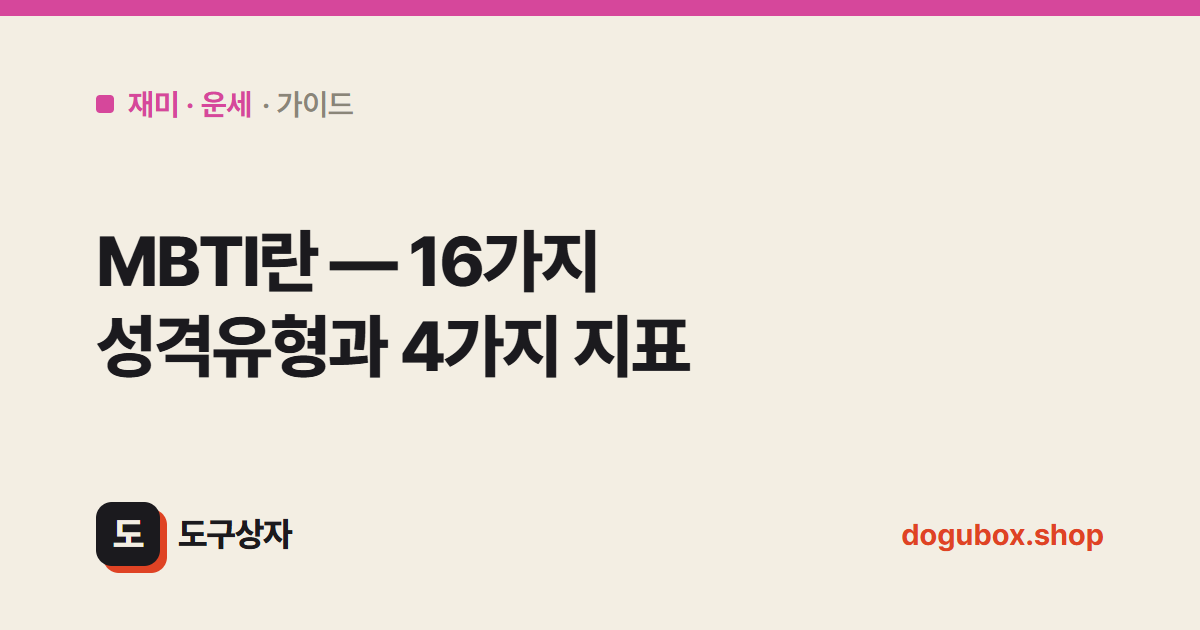 재미 · 운세 · 가이드
MBTI란 — 16가지
성격유형과 4가지 지표
도 도구상자
dogubox.shop